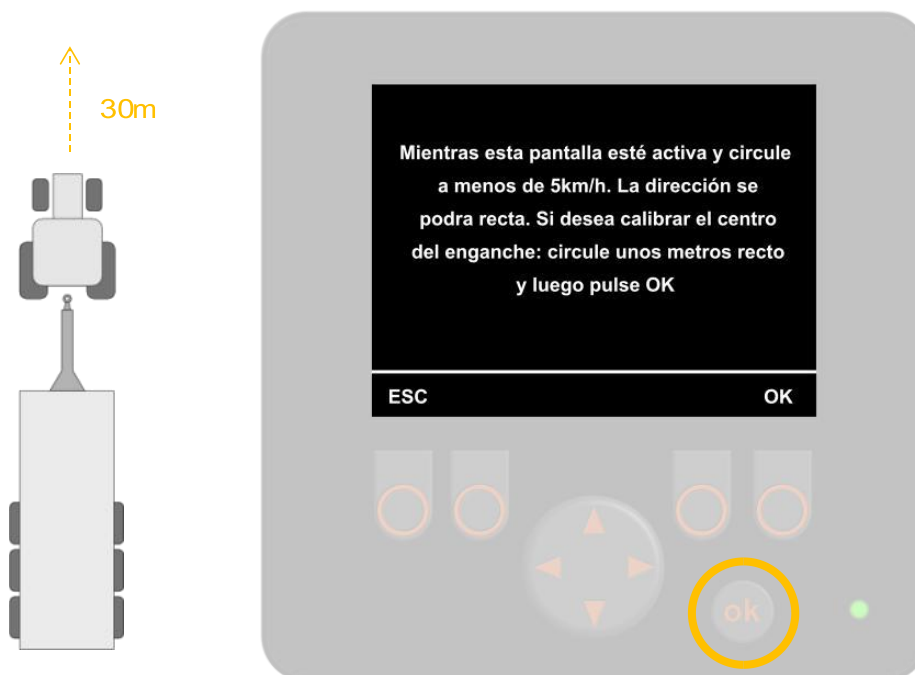 30m
Mientras esta pantalla esté activa y circule
a menos de 5km/h. La dirección se
podra recta. Si desea calibrar el centro
del enganche: circule unos metros recto
y luego pulse OK
ESC OK
ok